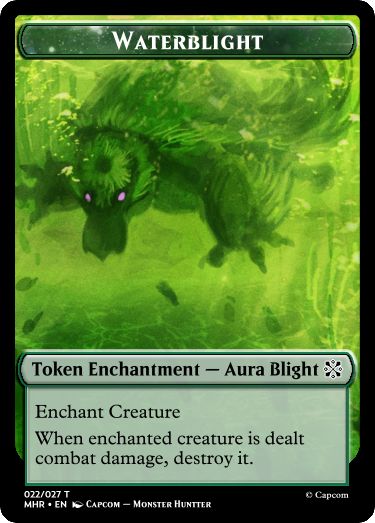 Waterblight
Token Enchantment — Aura Blight
Enchant Creature
When enchanted creature is dealt
combat damage, destroy it.
022/027 T
MHR • EN Capcom – Monster Huntter
© Capcom